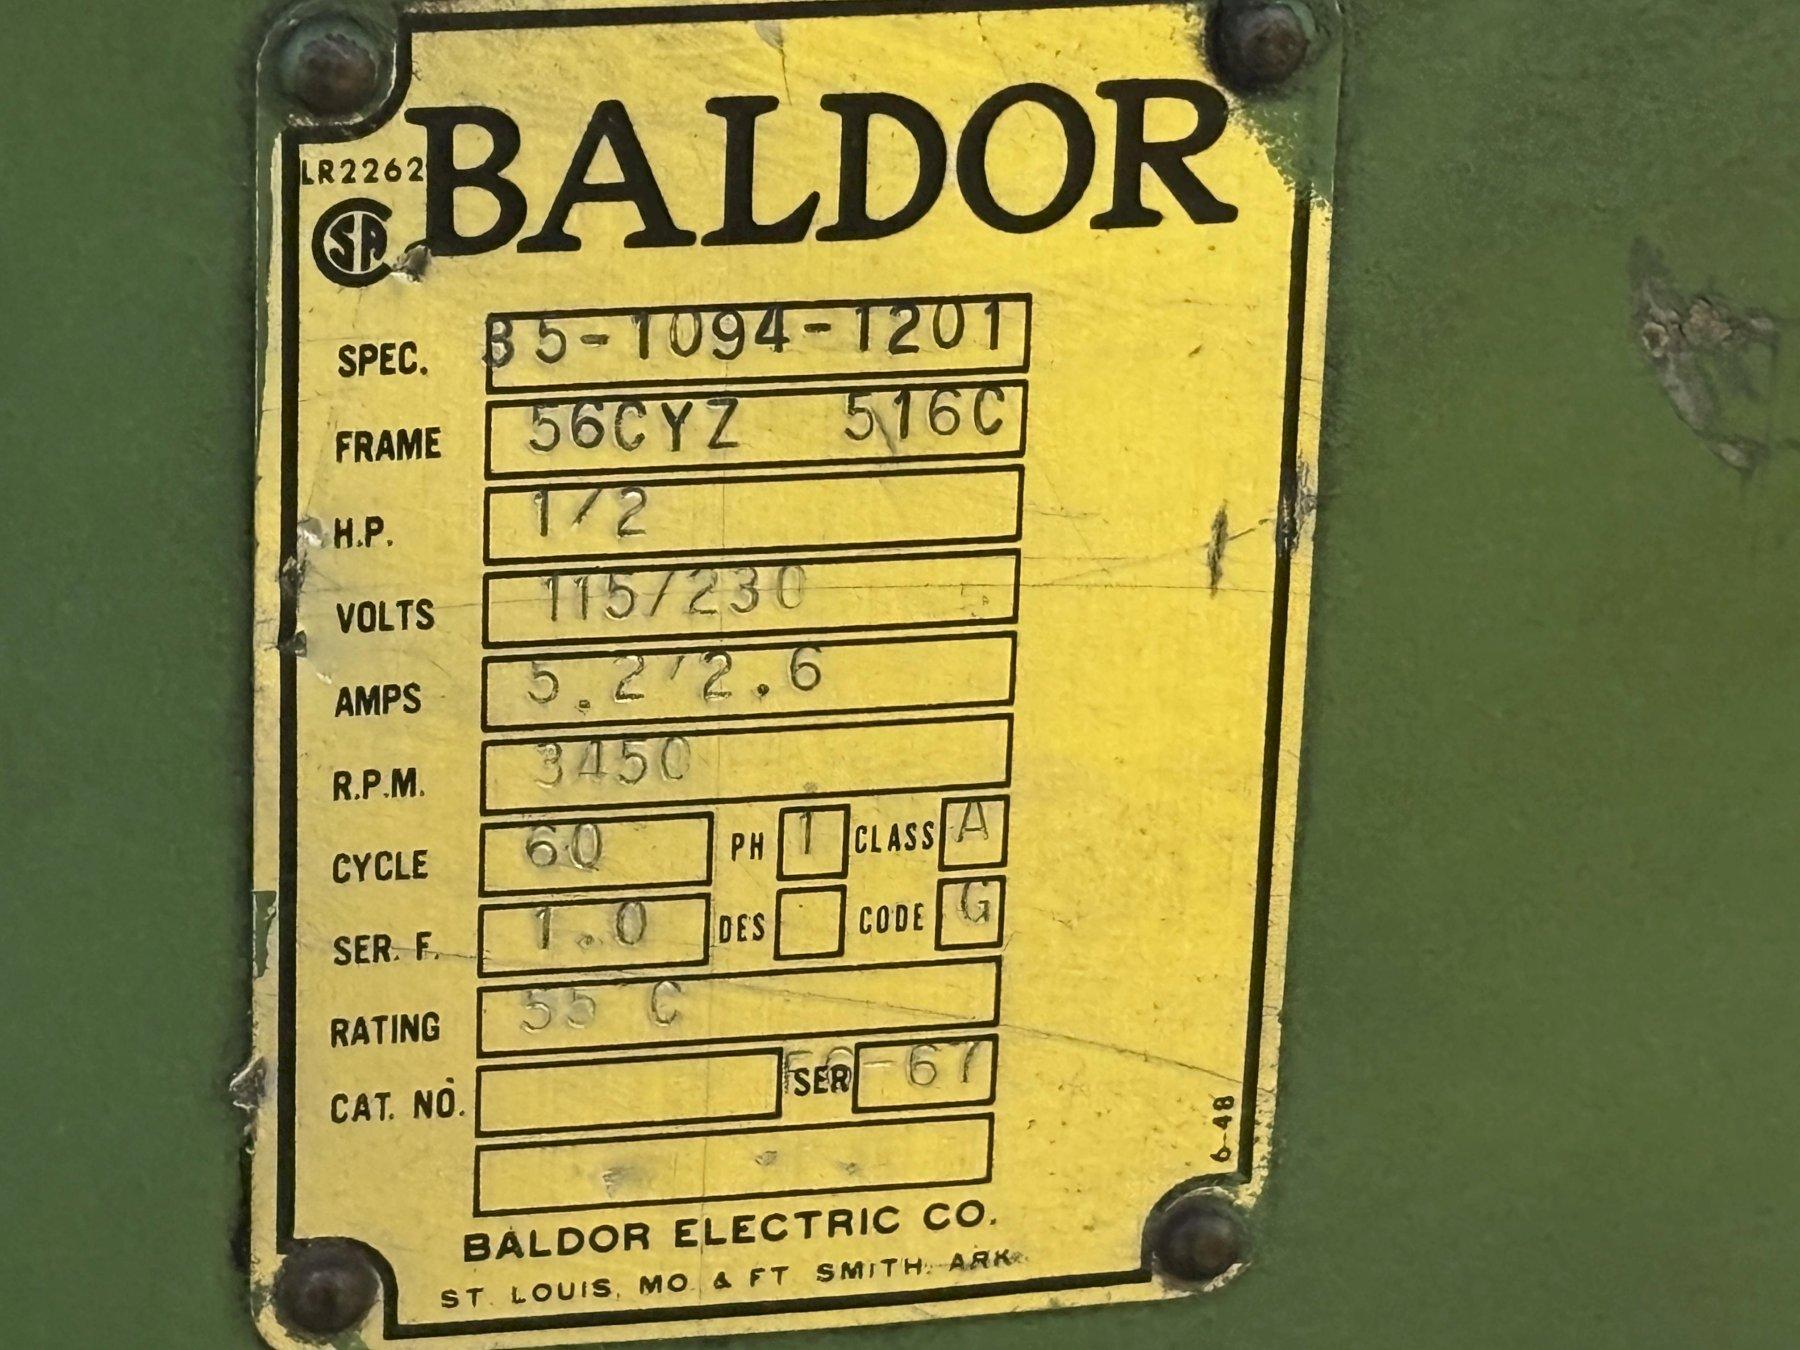 BALDOR
LR2262
CSA
SPEC. 35-1094-1201
FRAME 56CYZ 516C
H.P. 1/2
VOLTS 115/230
AMPS 5.2/2.6
R.P.M. 3450
CYCLE 60 PH 1 CLASS A
SER. F. 1.0 DES CODE G
RATING 55 C
CAT. NO. SER -67
6-48
BALDOR ELECTRIC CO.
ST. LOUIS, MO. & FT. SMITH, ARK.